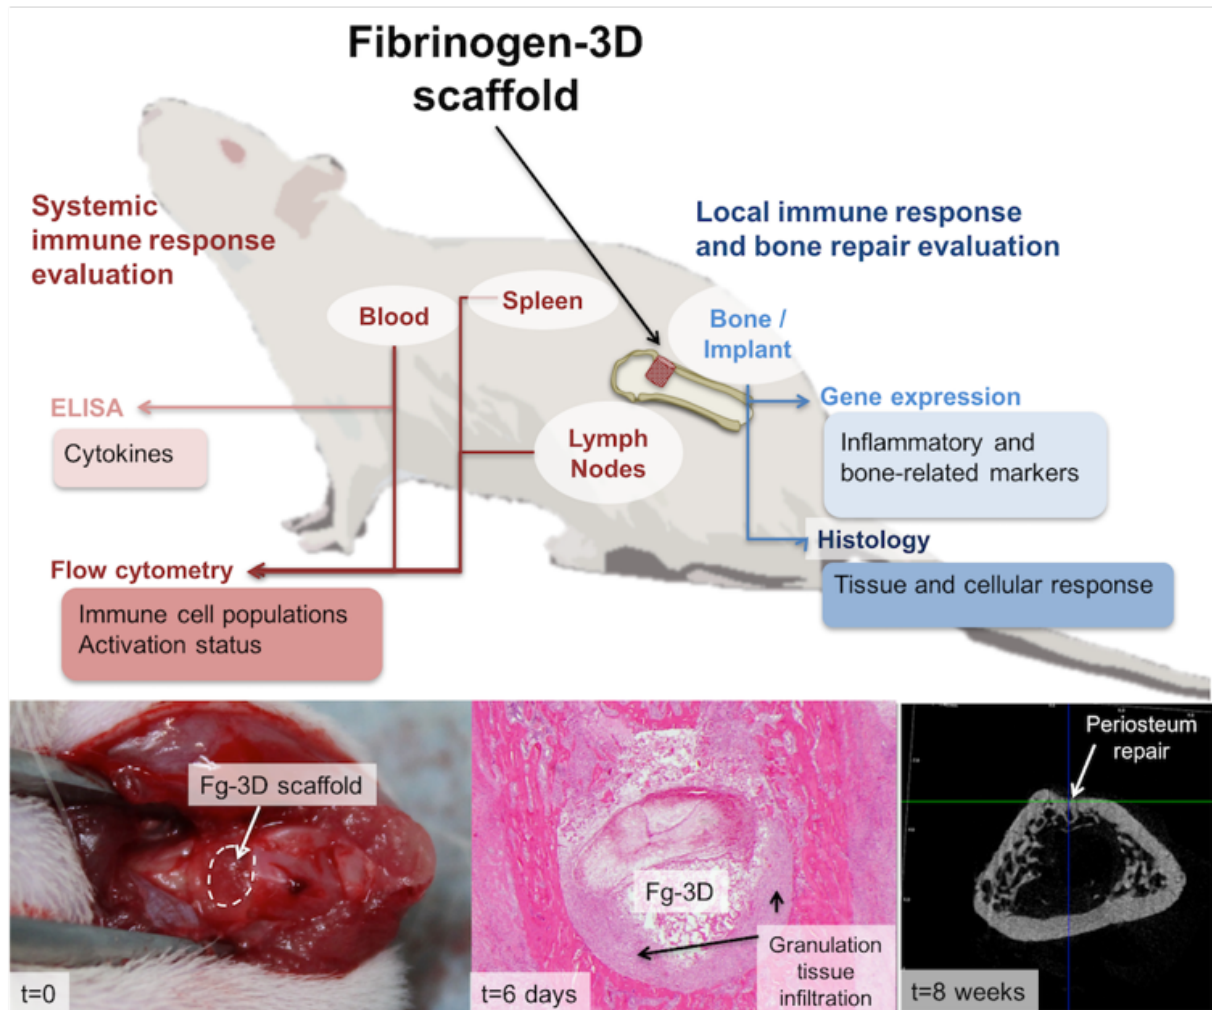 Fibrinogen-3D
scaffold
Systemic
immune response
evaluation
Local immune response
and bone repair evaluation
Blood
Spleen
Bone /
Implant
Lymph
Nodes
ELISA
Cytokines
Gene expression
Inflammatory and
bone-related markers
Flow cytometry
Immune cell populations
Activation status
Histology
Tissue and cellular response
Fg-3D scaffold
t=0
Fg-3D
Granulation
tissue
infiltration
t=6 days
Periosteum
repair
t=8 weeks